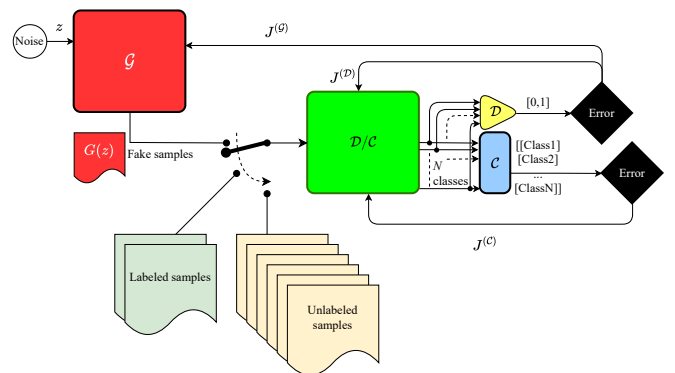 Noise
z
𝒢
J^(𝒢)
J^(𝒟)
G(z)
Fake samples
𝒟/𝒞
𝒟
[0,1]
Error
N
classes
𝒞
[[Class1]
[Class2]
...
[ClassN]]
Error
J^(𝒞)
Labeled samples
Unlabeled
samples